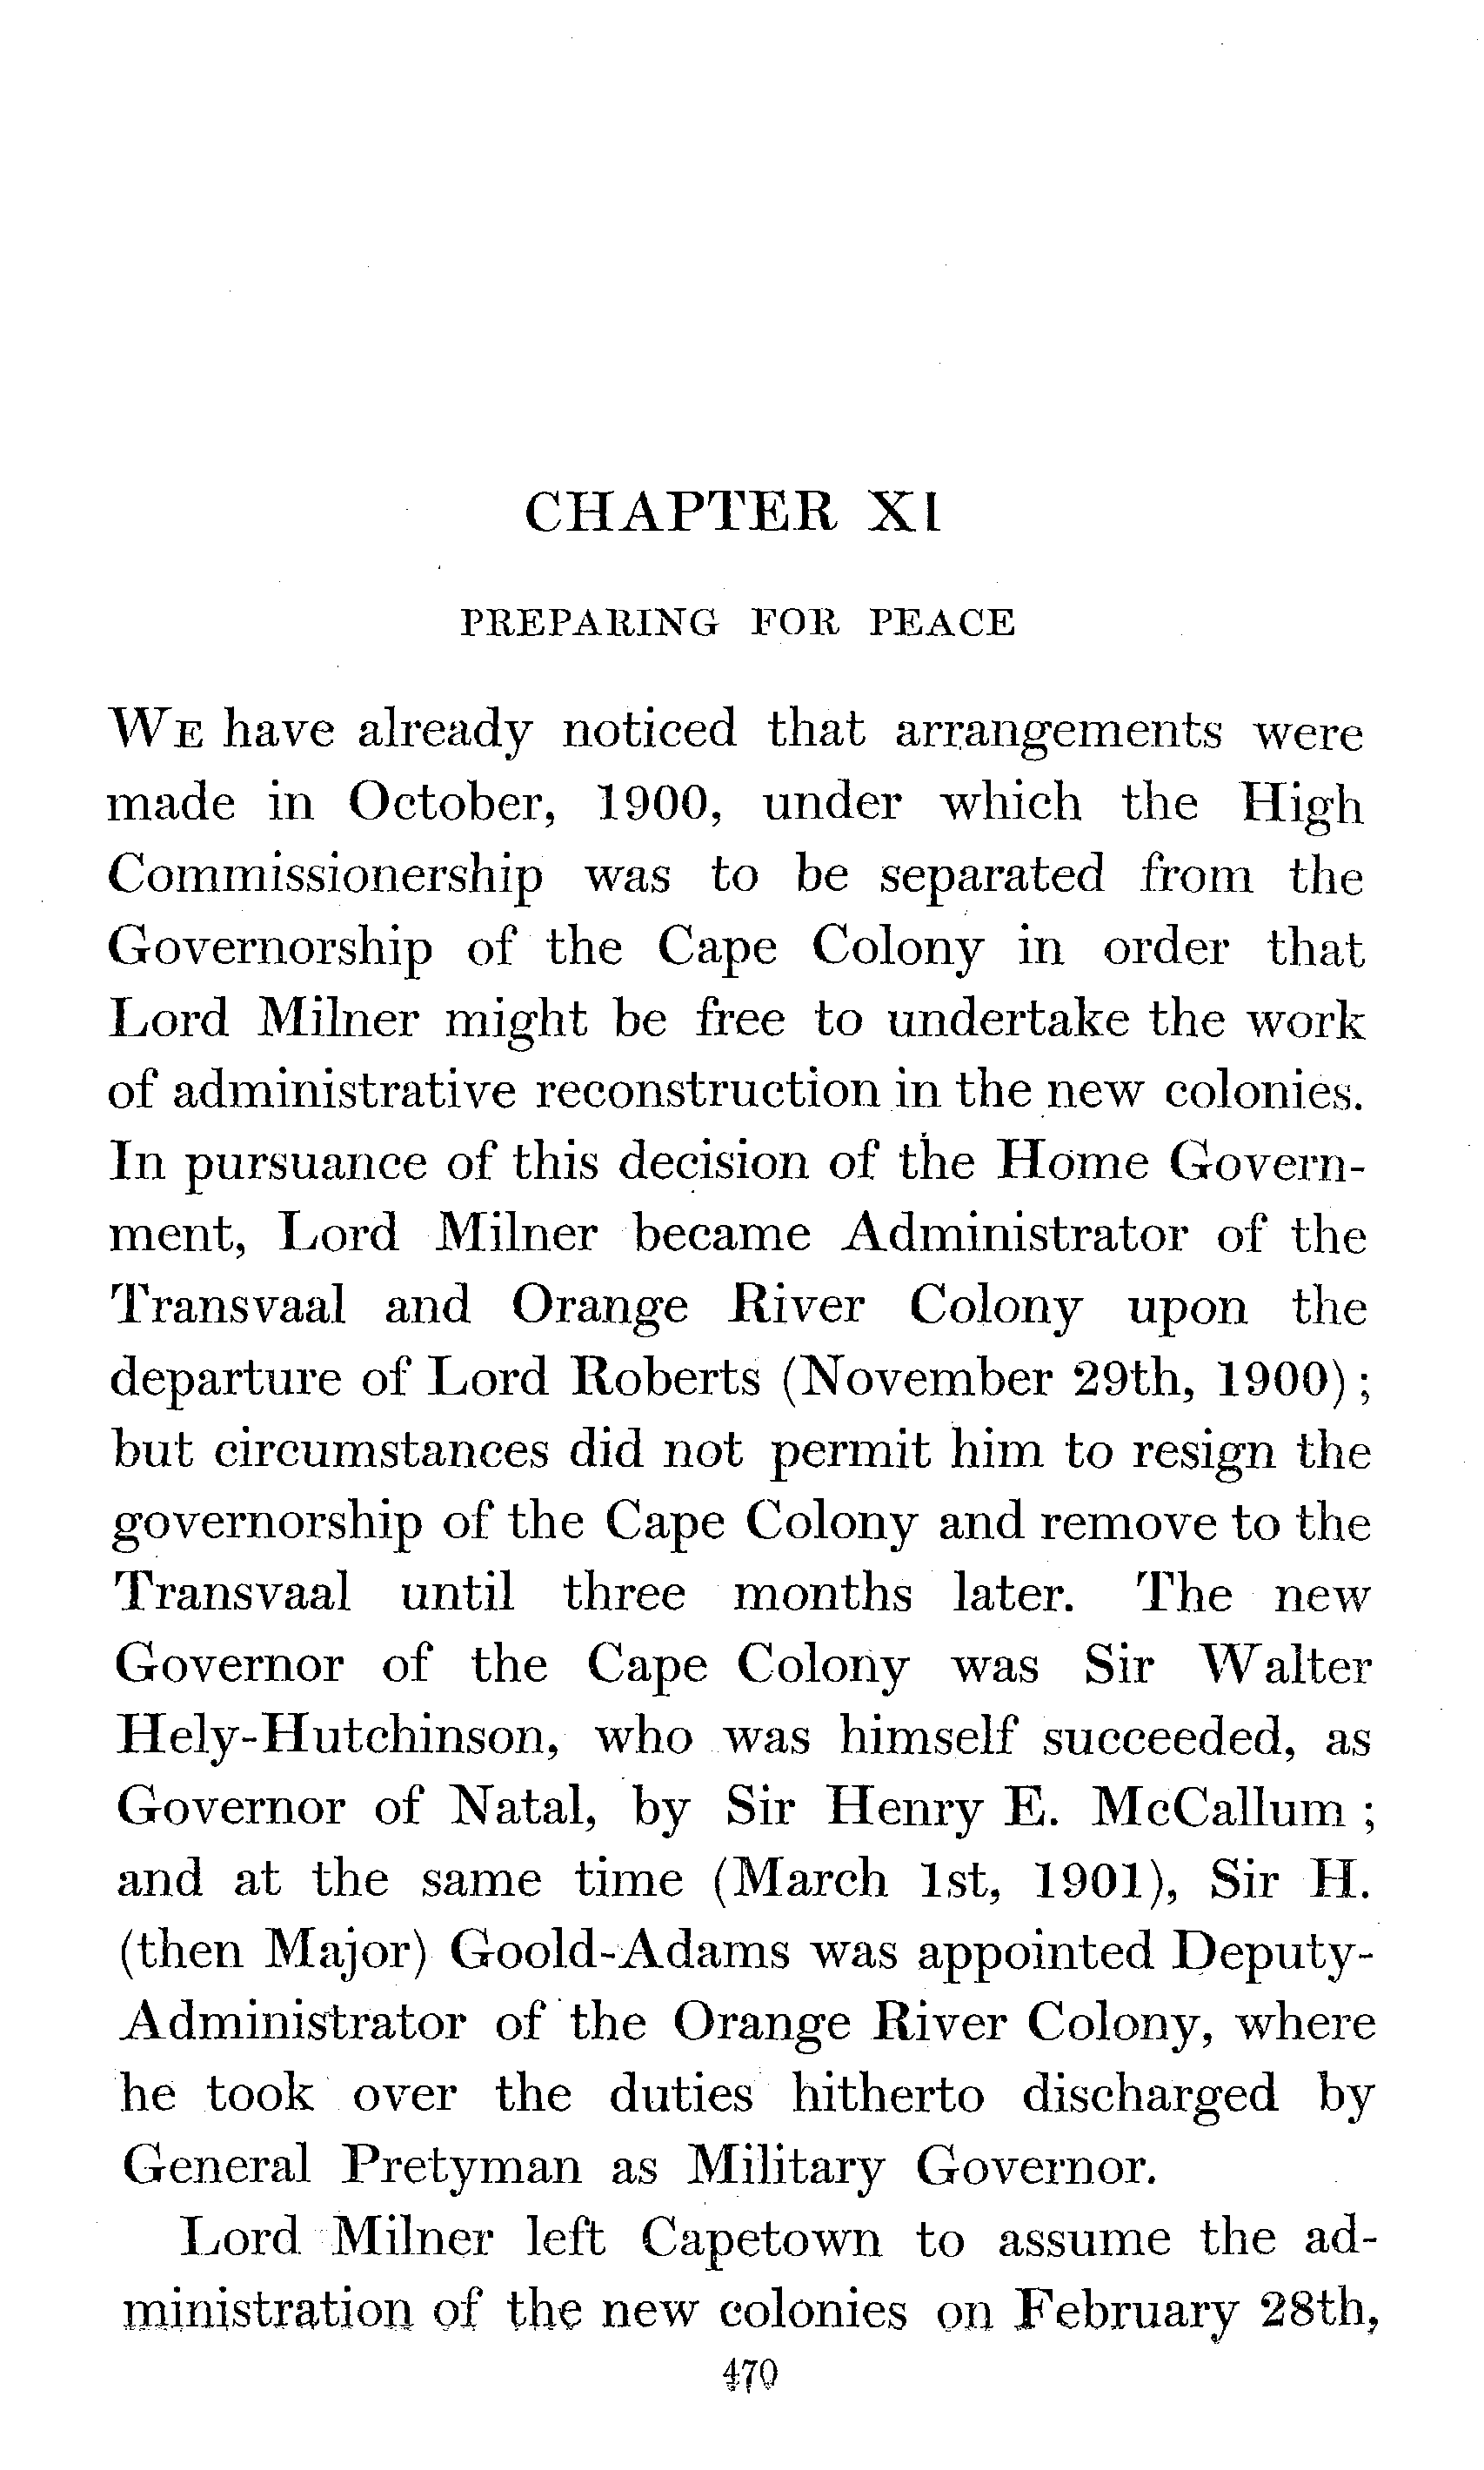 CHAPTER XI
PREPARING FOR PEACE
WE have already noticed that arrangements were
made in October, 1900, under which the High
Commissionership was to be separated from the
Governorship of the Cape Colony in order that
Lord Milner might be free to undertake the work
of administrative reconstruction in the new colonies.
In pursuance of this decision of the Home Govern-
ment, Lord Milner became Administrator of the
Transvaal and Orange River Colony upon the
departure of Lord Roberts (November 29th, 1900);
but circumstances did not permit him to resign the
governorship of the Cape Colony and remove to the
Transvaal until three months later. The new
Governor of the Cape Colony was Sir Walter
Hely-Hutchinson, who was himself succeeded, as
Governor of Natal, by Sir Henry E. McCallum;
and at the same time (March 1st, 1901), Sir H.
(then Major) Goold-Adams was appointed Deputy-
Administrator of the Orange River Colony, where
he took over the duties hitherto discharged by
General Pretyman as Military Governor.
Lord Milner left Capetown to assume the ad-
ministration of the new colonies on February 28th,
470